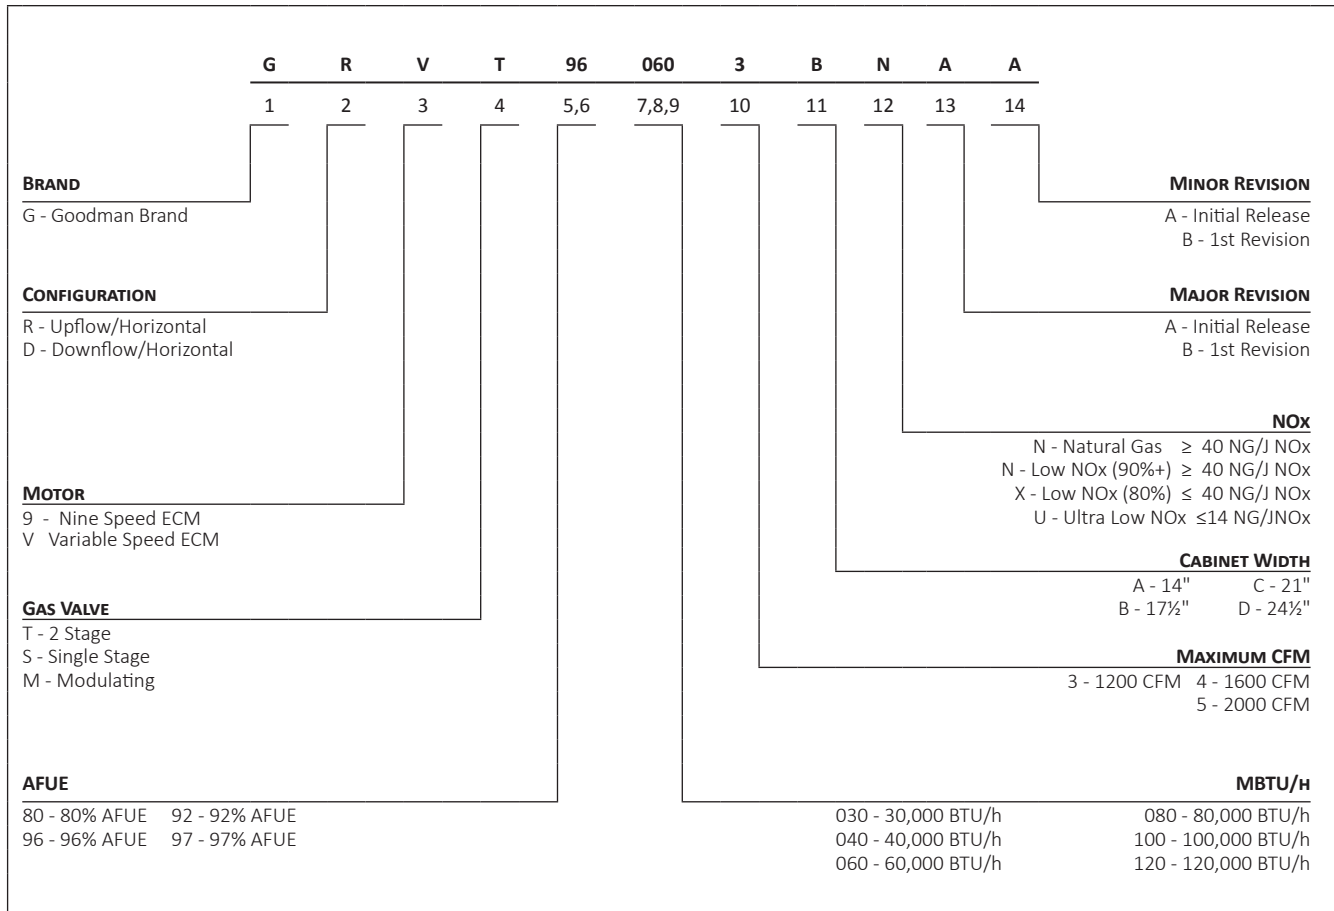 G R V T 96 060 3 B N A A
1 2 3 4 5,6 7,8,9 10 11 12 13 14
BRAND
G - Goodman Brand
CONFIGURATION
R - Upflow/Horizontal
D - Downflow/Horizontal
MOTOR
9 - Nine Speed ECM
V Variable Speed ECM
GAS VALVE
T - 2 Stage
S - Single Stage
M - Modulating
AFUE
80 - 80% AFUE 92 - 92% AFUE
96 - 96% AFUE 97 - 97% AFUE
MINOR REVISION
A - Initial Release
B - 1st Revision
MAJOR REVISION
A - Initial Release
B - 1st Revision
NOx
N - Natural Gas ≥ 40 NG/J NOx
N - Low NOx (90%+) ≥ 40 NG/J NOx
X - Low NOx (80%) ≤ 40 NG/J NOx
U - Ultra Low NOx ≤14 NG/JNOx
CABINET WIDTH
A - 14" C - 21"
B - 17½" D - 24½"
MAXIMUM CFM
3 - 1200 CFM 4 - 1600 CFM
5 - 2000 CFM
MBTU/H
030 - 30,000 BTU/h 080 - 80,000 BTU/h
040 - 40,000 BTU/h 100 - 100,000 BTU/h
060 - 60,000 BTU/h 120 - 120,000 BTU/h